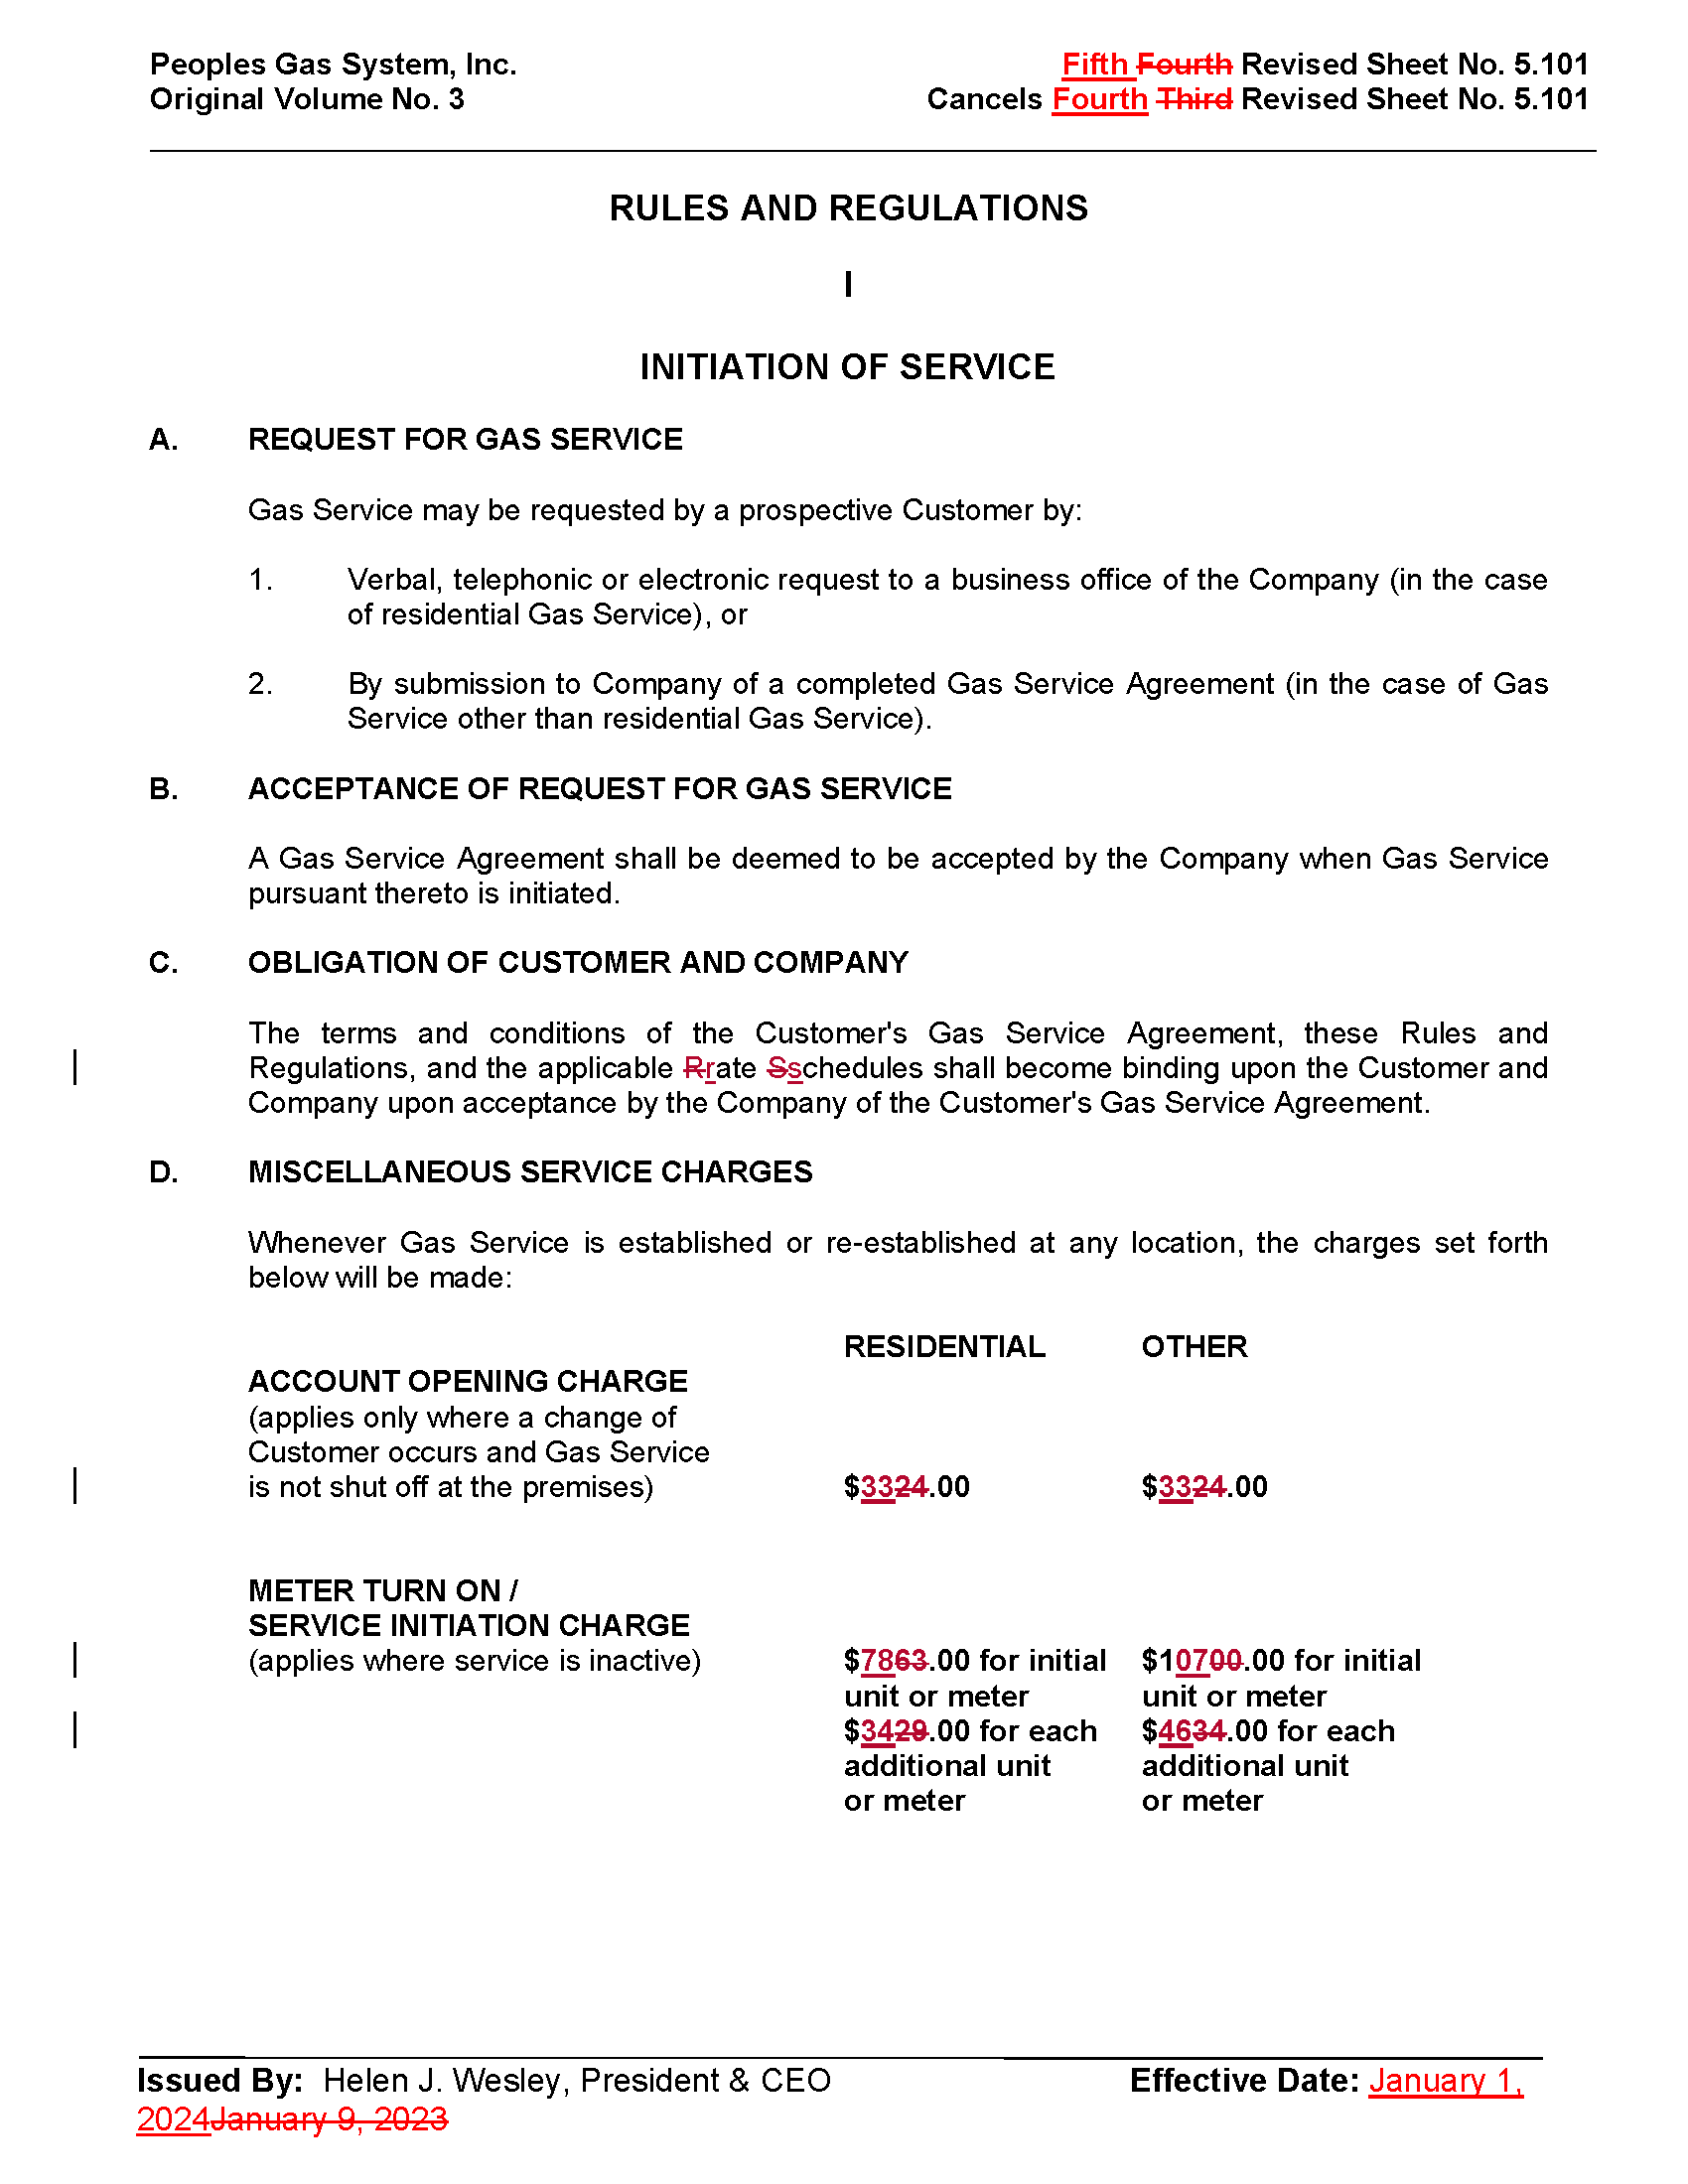 Peoples Gas System, Inc. Fifth Fourth Revised Sheet No. 5.101
Original Volume No. 3 Cancels Fourth Third Revised Sheet No. 5.101
RULES AND REGULATIONS
I
INITIATION OF SERVICE
A. REQUEST FOR GAS SERVICE
Gas Service may be requested by a prospective Customer by:
1. Verbal, telephonic or electronic request to a business office of the Company (in the case
of residential Gas Service), or
2. By submission to Company of a completed Gas Service Agreement (in the case of Gas
Service other than residential Gas Service).
B. ACCEPTANCE OF REQUEST FOR GAS SERVICE
A Gas Service Agreement shall be deemed to be accepted by the Company when Gas Service
pursuant thereto is initiated.
C. OBLIGATION OF CUSTOMER AND COMPANY
The terms and conditions of the Customer's Gas Service Agreement, these Rules and
Regulations, and the applicable Rrate Sschedules shall become binding upon the Customer and
Company upon acceptance by the Company of the Customer's Gas Service Agreement.
D. MISCELLANEOUS SERVICE CHARGES
Whenever Gas Service is established or re-established at any location, the charges set forth
below will be made:
RESIDENTIAL OTHER
ACCOUNT OPENING CHARGE
(applies only where a change of
Customer occurs and Gas Service
is not shut off at the premises) $3324.00 $3324.00
METER TURN ON /
SERVICE INITIATION CHARGE
(applies where service is inactive) $7863.00 for initial $10700.00 for initial
unit or meter unit or meter
$3429.00 for each $4634.00 for each
additional unit additional unit
or meter or meter
Issued By: Helen J. Wesley, President & CEO Effective Date: January 1,
2024January 9, 2023